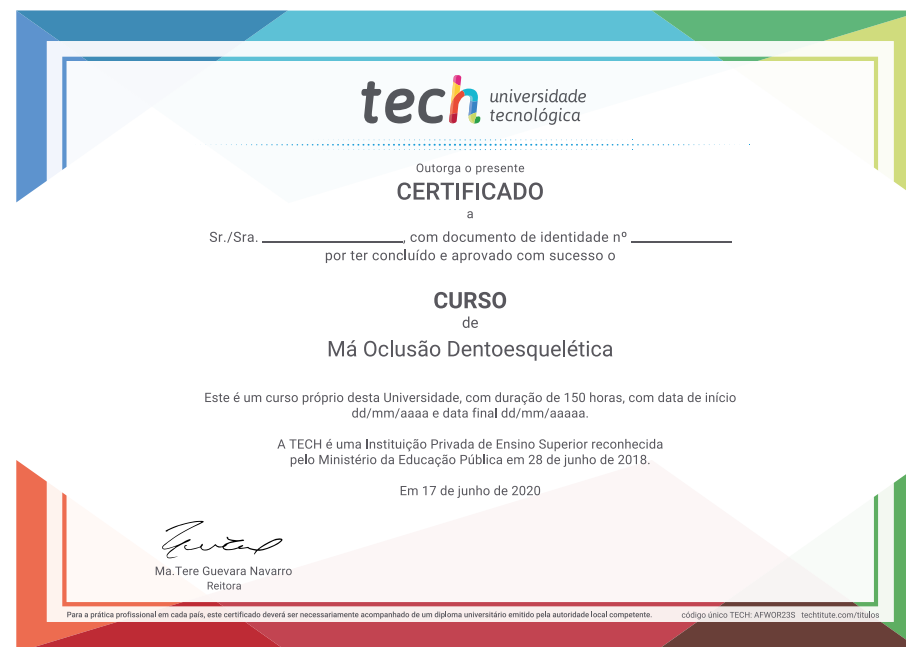 tech universidade
tecnológica
Outorga o presente
CERTIFICADO
a
Sr./Sra. ____________________, com documento de identidade nº ______________
por ter concluído e aprovado com sucesso o
CURSO
de
Má Oclusão Dentoesquelética
Este é um curso próprio desta Universidade, com duração de 150 horas, com data de início
dd/mm/aaaa e data final dd/mm/aaaaa.
A TECH é uma Instituição Privada de Ensino Superior reconhecida
pelo Ministério da Educação Pública em 28 de junho de 2018.
Em 17 de junho de 2020
Ma.Tere Guevara Navarro
Reitora
Para a prática profissional em cada país, este certificado deverá ser necessariamente acompanhado de um diploma universitário emitido pela autoridade local competente. código único TECH: AFWOR23S techtitute.com/titulos